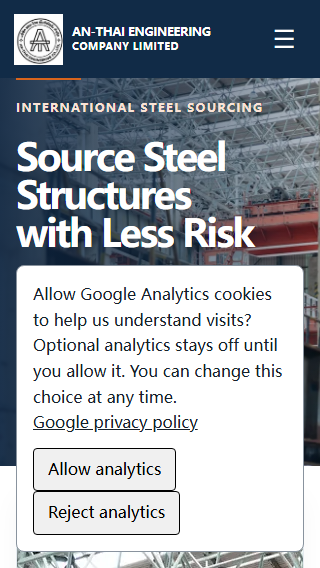 AN-THAI ENGINEERING
COMPANY LIMITED
INTERNATIONAL STEEL SOURCING
Source Steel
Structures
with Less Risk
Allow Google Analytics cookies
to help us understand visits?
Optional analytics stays off until
you allow it. You can change this
choice at any time.
Google privacy policy
Allow analytics
Reject analytics